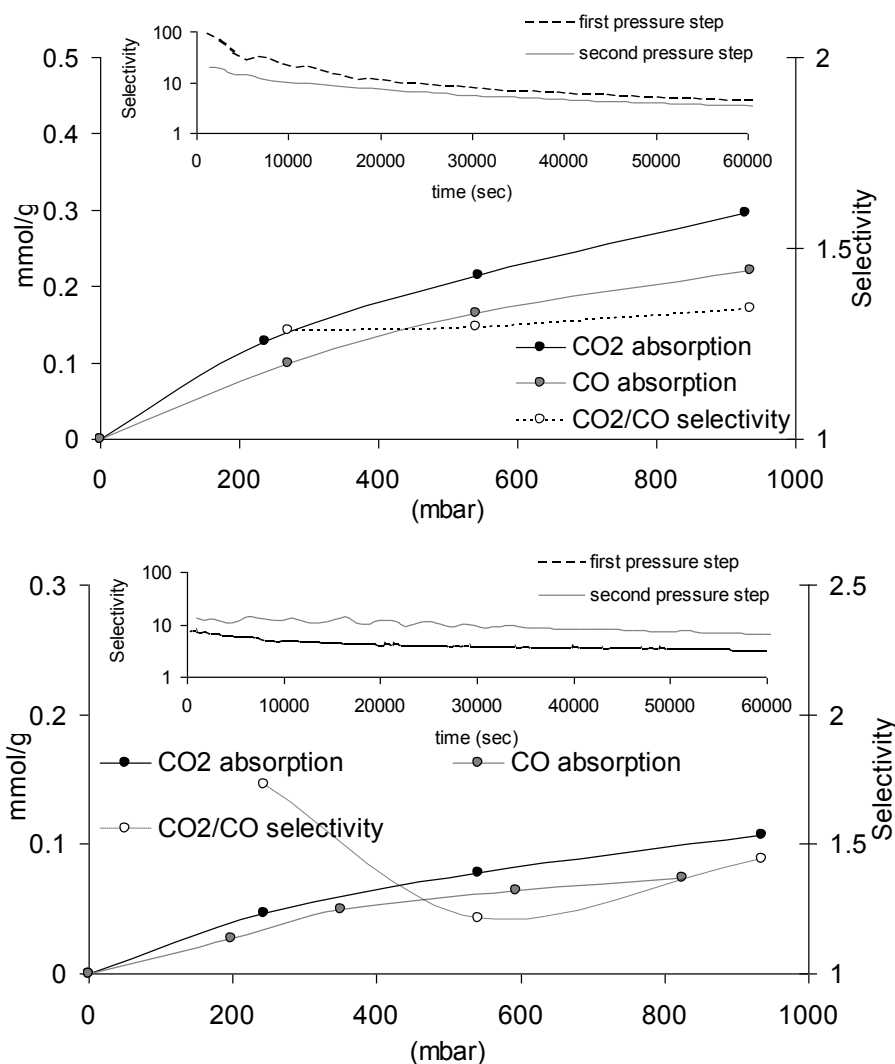 first pressure step
second pressure step
Selectivity
100
10
1
0 10000 20000 30000 40000 50000 60000
time (sec)
0.5
0.4
0.3
0.2
0.1
0
mmol/g
2
1.5
1
Selectivity
CO2 absorption
CO absorption
CO2/CO selectivity
0 200 400 600 800 1000
(mbar)
first pressure step
second pressure step
Selectivity
100
10
1
0 10000 20000 30000 40000 50000 60000
time (sec)
0.3
0.2
0.1
0
mmol/g
2.5
2
1.5
1
Selectivity
CO2 absorption CO absorption
CO2/CO selectivity
0 200 400 600 800 1000
(mbar)